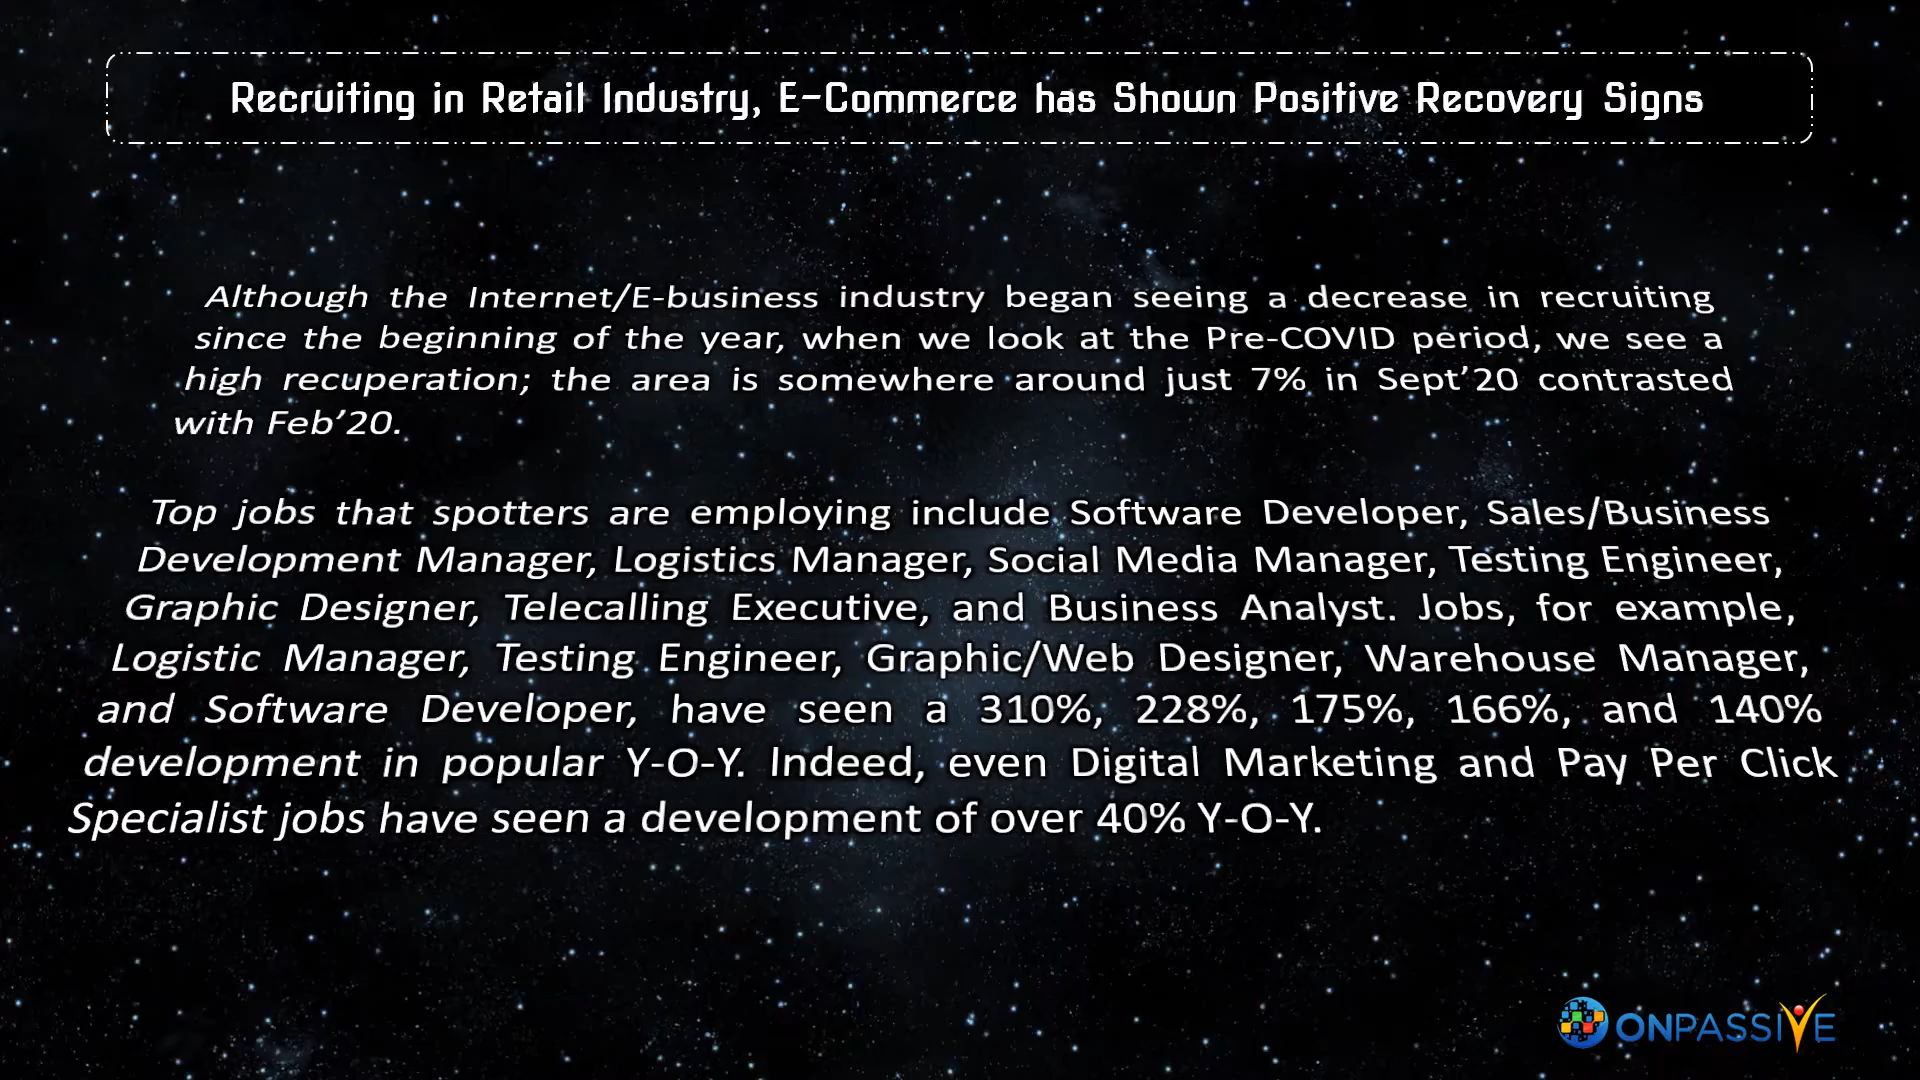 Recruiting in Retail Industry, E-Commerce has Shown Positive Recovery Signs
Although the Internet/E-business industry began seeing a decrease in recruiting
since the beginning of the year, when we look at the Pre-COVID period, we see a
high recuperation; the area is somewhere around just 7% in Sept’20 contrasted
with Feb’20.
Top jobs that spotters are employing include Software Developer, Sales/Business
Development Manager, Logistics Manager, Social Media Manager, Testing Engineer,
Graphic Designer, Telecalling Executive, and Business Analyst. Jobs, for example,
Logistic Manager, Testing Engineer, Graphic/Web Designer, Warehouse Manager,
and Software Developer, have seen a 310%, 228%, 175%, 166%, and 140%
development in popular Y-O-Y. Indeed, even Digital Marketing and Pay Per Click
Specialist jobs have seen a development of over 40% Y-O-Y.
ONPASSIVE